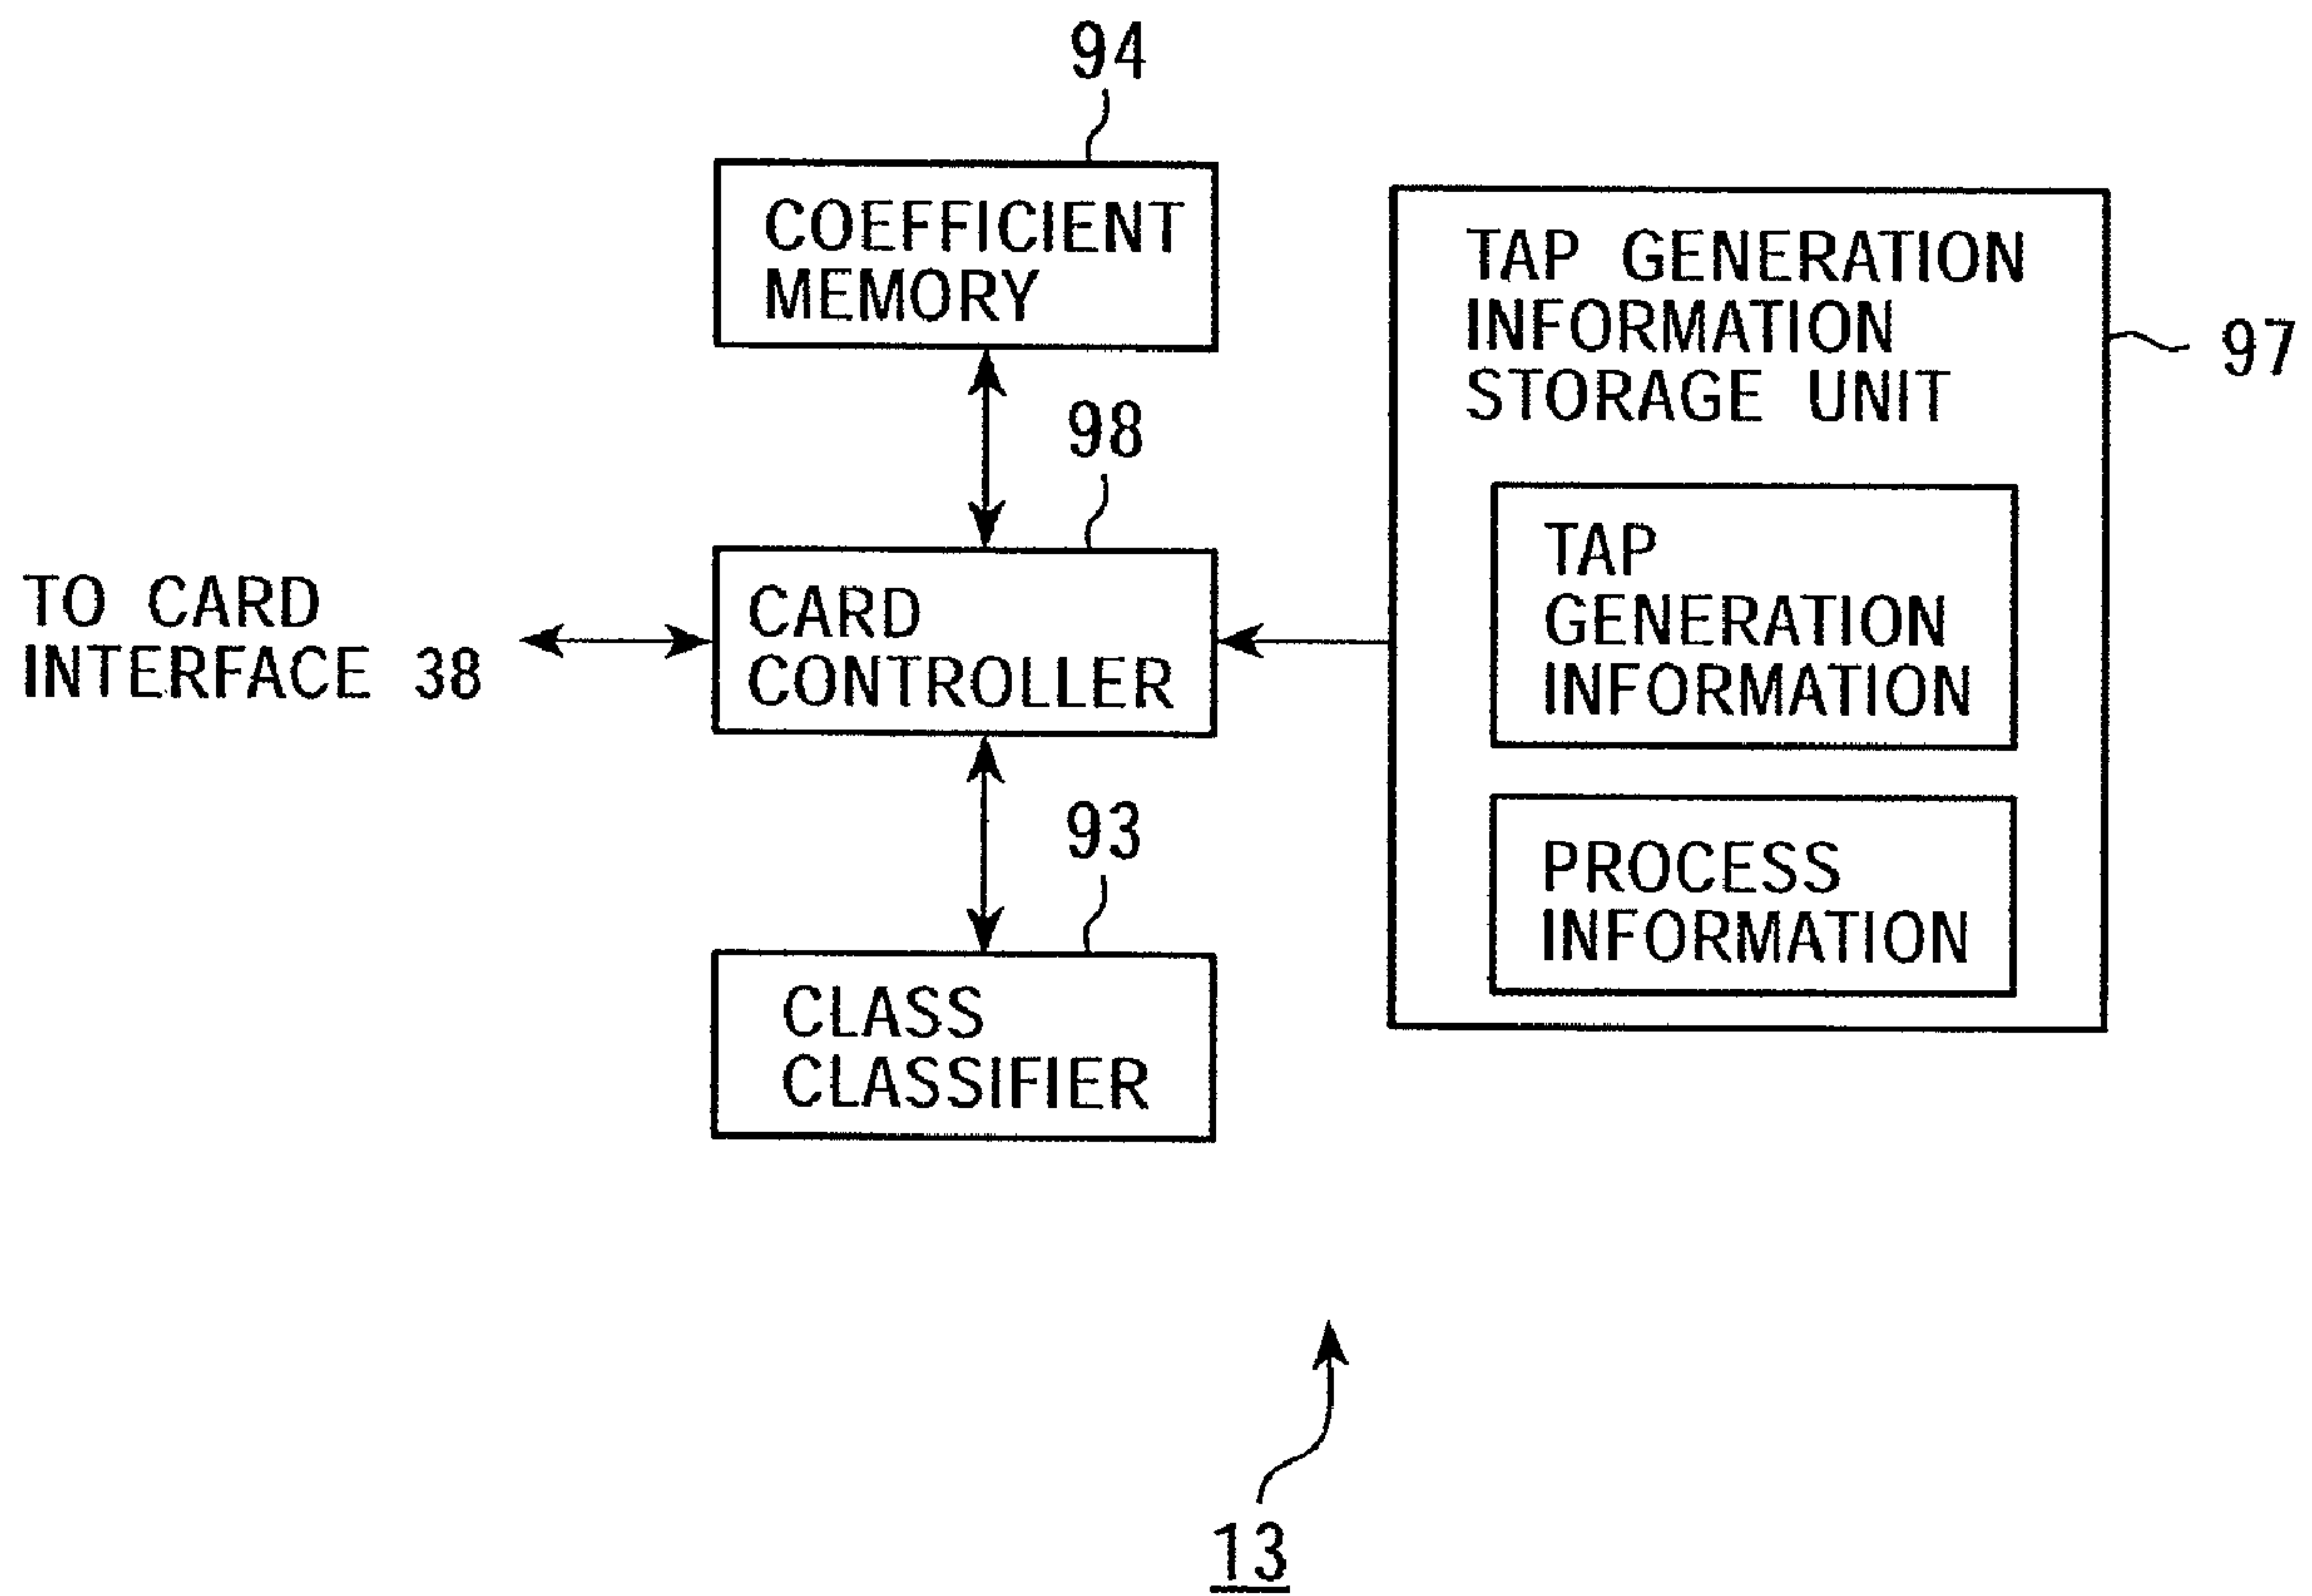 94
COEFFICIENT
MEMORY
TAP GENERATION
INFORMATION
STORAGE UNIT
97
98
TO CARD
INTERFACE 38
CARD
CONTROLLER
TAP
GENERATION
INFORMATION
93
PROCESS
INFORMATION
CLASS
CLASSIFIER
13